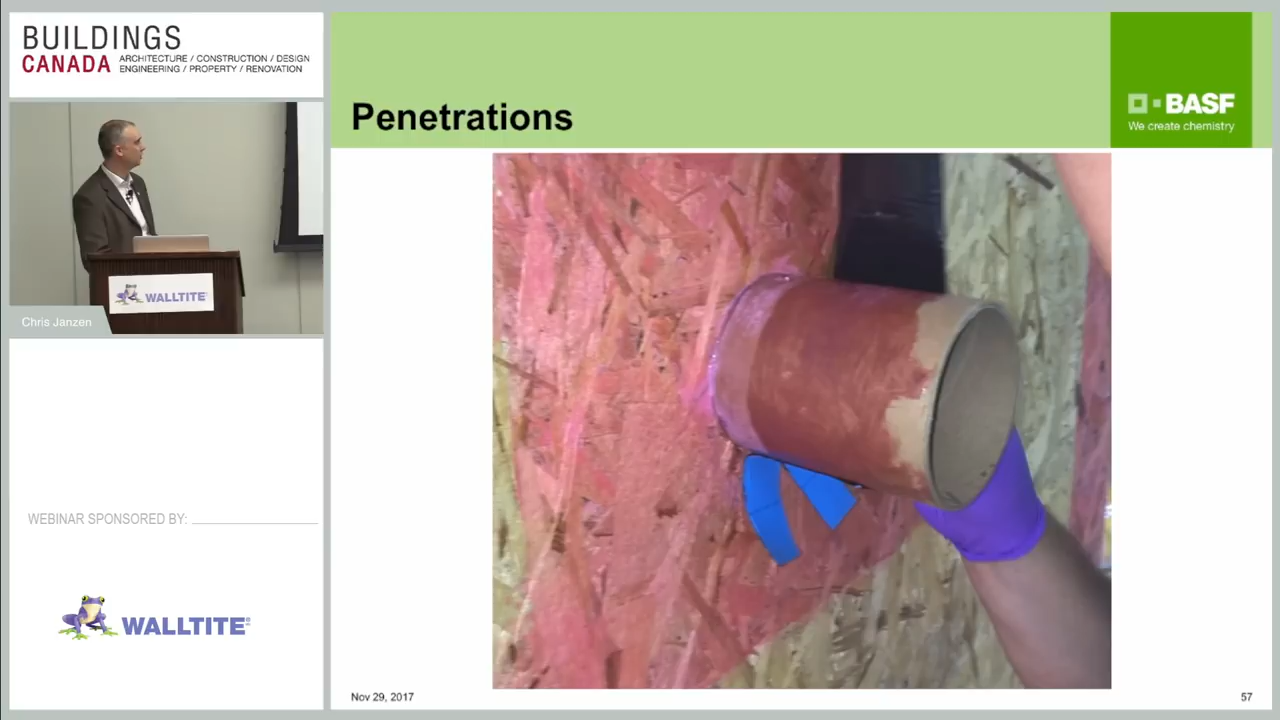 BUILDINGS
CANADA
ARCHITECTURE / CONSTRUCTION / DESIGN
ENGINEERING / PROPERTY / RENOVATION
WALLTITE
Chris Janzen
WEBINAR SPONSORED BY:
WALLTITE®
Penetrations
BASF
We create chemistry
Nov 29, 2017
57